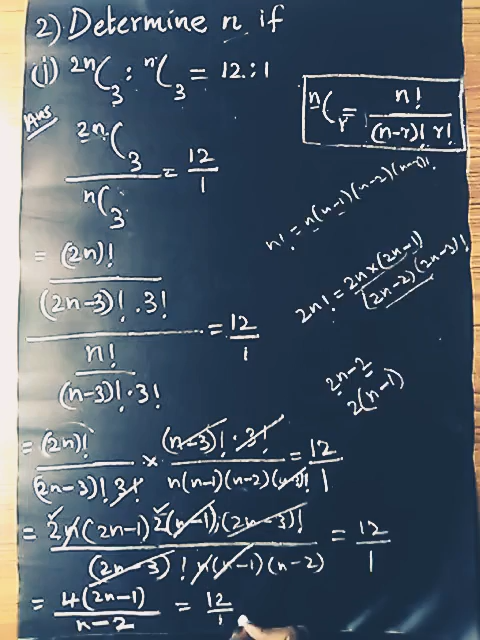 2) Determine n if
(i) 2nC3 : nC3 = 12 : 1
Ans
2nC3 / nC3 = 12/1
nCr = n! / (n-r)! r!
n! = n(n-1)(n-2)(n-3)!
= (2n)! / (2n-3)! · 3! / n! / (n-3)! · 3! = 12/1
2n! = 2n×(2n-1)
(2n-2)(2n-3)!
2n-2
2(n-1)
= (2n)! / (2n-3)! 3! × (n-3)! · 3! / n(n-1)(n-2)(n-3)! = 12/1
= 2n(2n-1) 2(n-1)·(2n-3)! / (2n-3)! n(n-1)(n-2) = 12/1
= 4(2n-1) / n-2 = 12/1